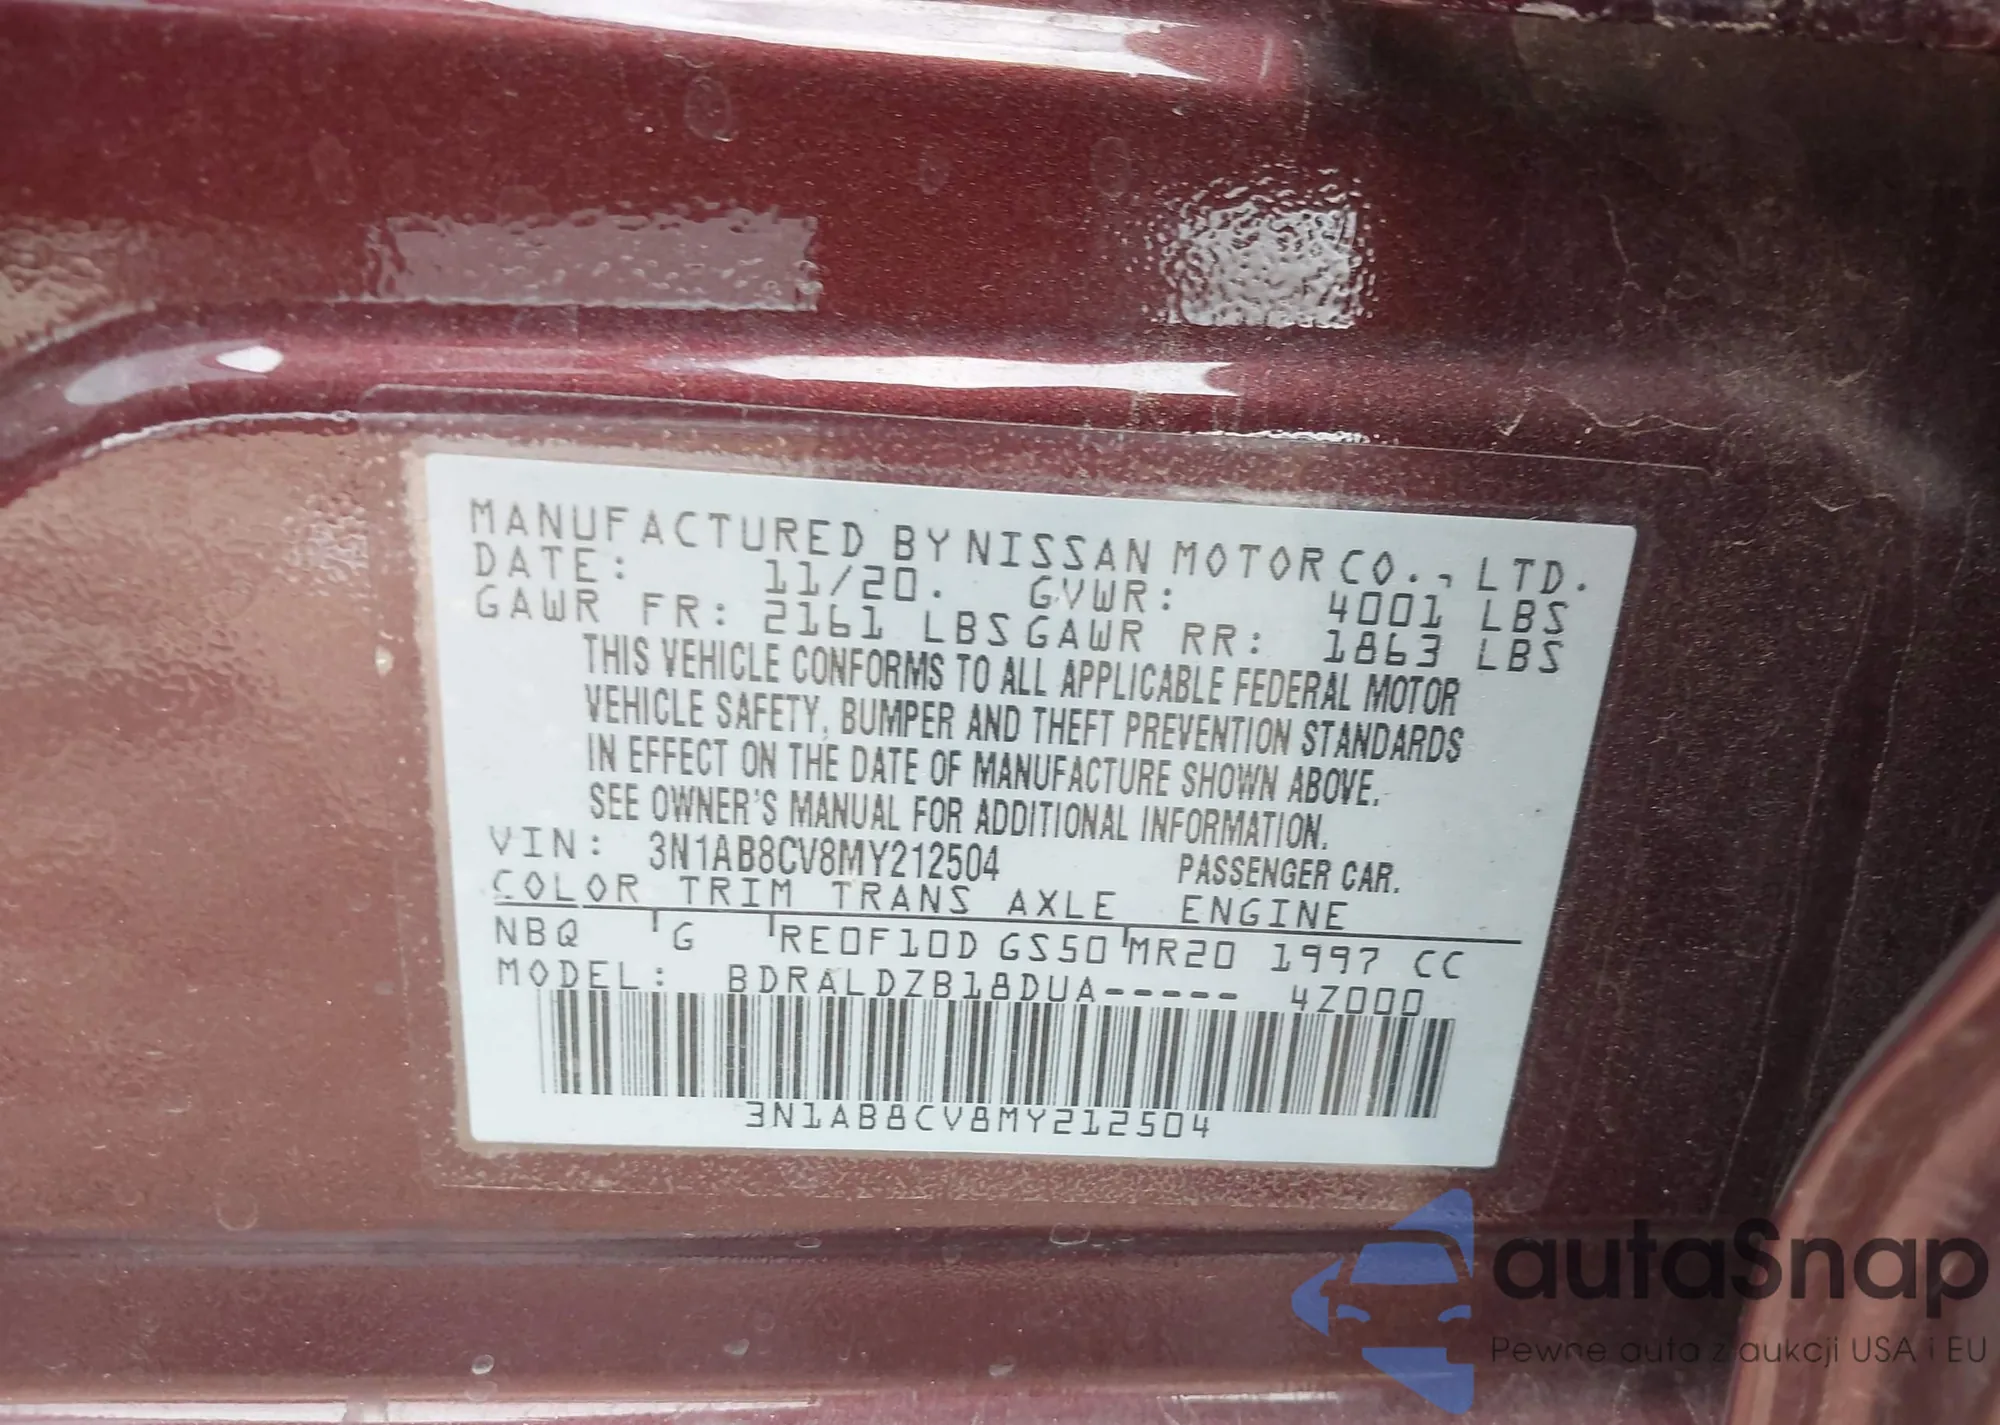 MANUFACTURED BY NISSAN MOTOR CO., LTD.
DATE: 11/20. GVWR: 4001 LBS
GAWR FR: 2161 LBS GAWR RR: 1863 LBS
THIS VEHICLE CONFORMS TO ALL APPLICABLE FEDERAL MOTOR
VEHICLE SAFETY, BUMPER AND THEFT PREVENTION STANDARDS
IN EFFECT ON THE DATE OF MANUFACTURE SHOWN ABOVE.
SEE OWNER'S MANUAL FOR ADDITIONAL INFORMATION.
VIN: 3N1AB8CV8MY212504 PASSENGER CAR.
COLOR TRIM TRANS AXLE ENGINE
NBQ G RE0F10D GS50 MR20 1997 CC
MODEL: BDRALDZB18DUA----- 4Z000
3N1AB8CV8MY212504
autaSnap
Pewne auta z aukcji USA i EU